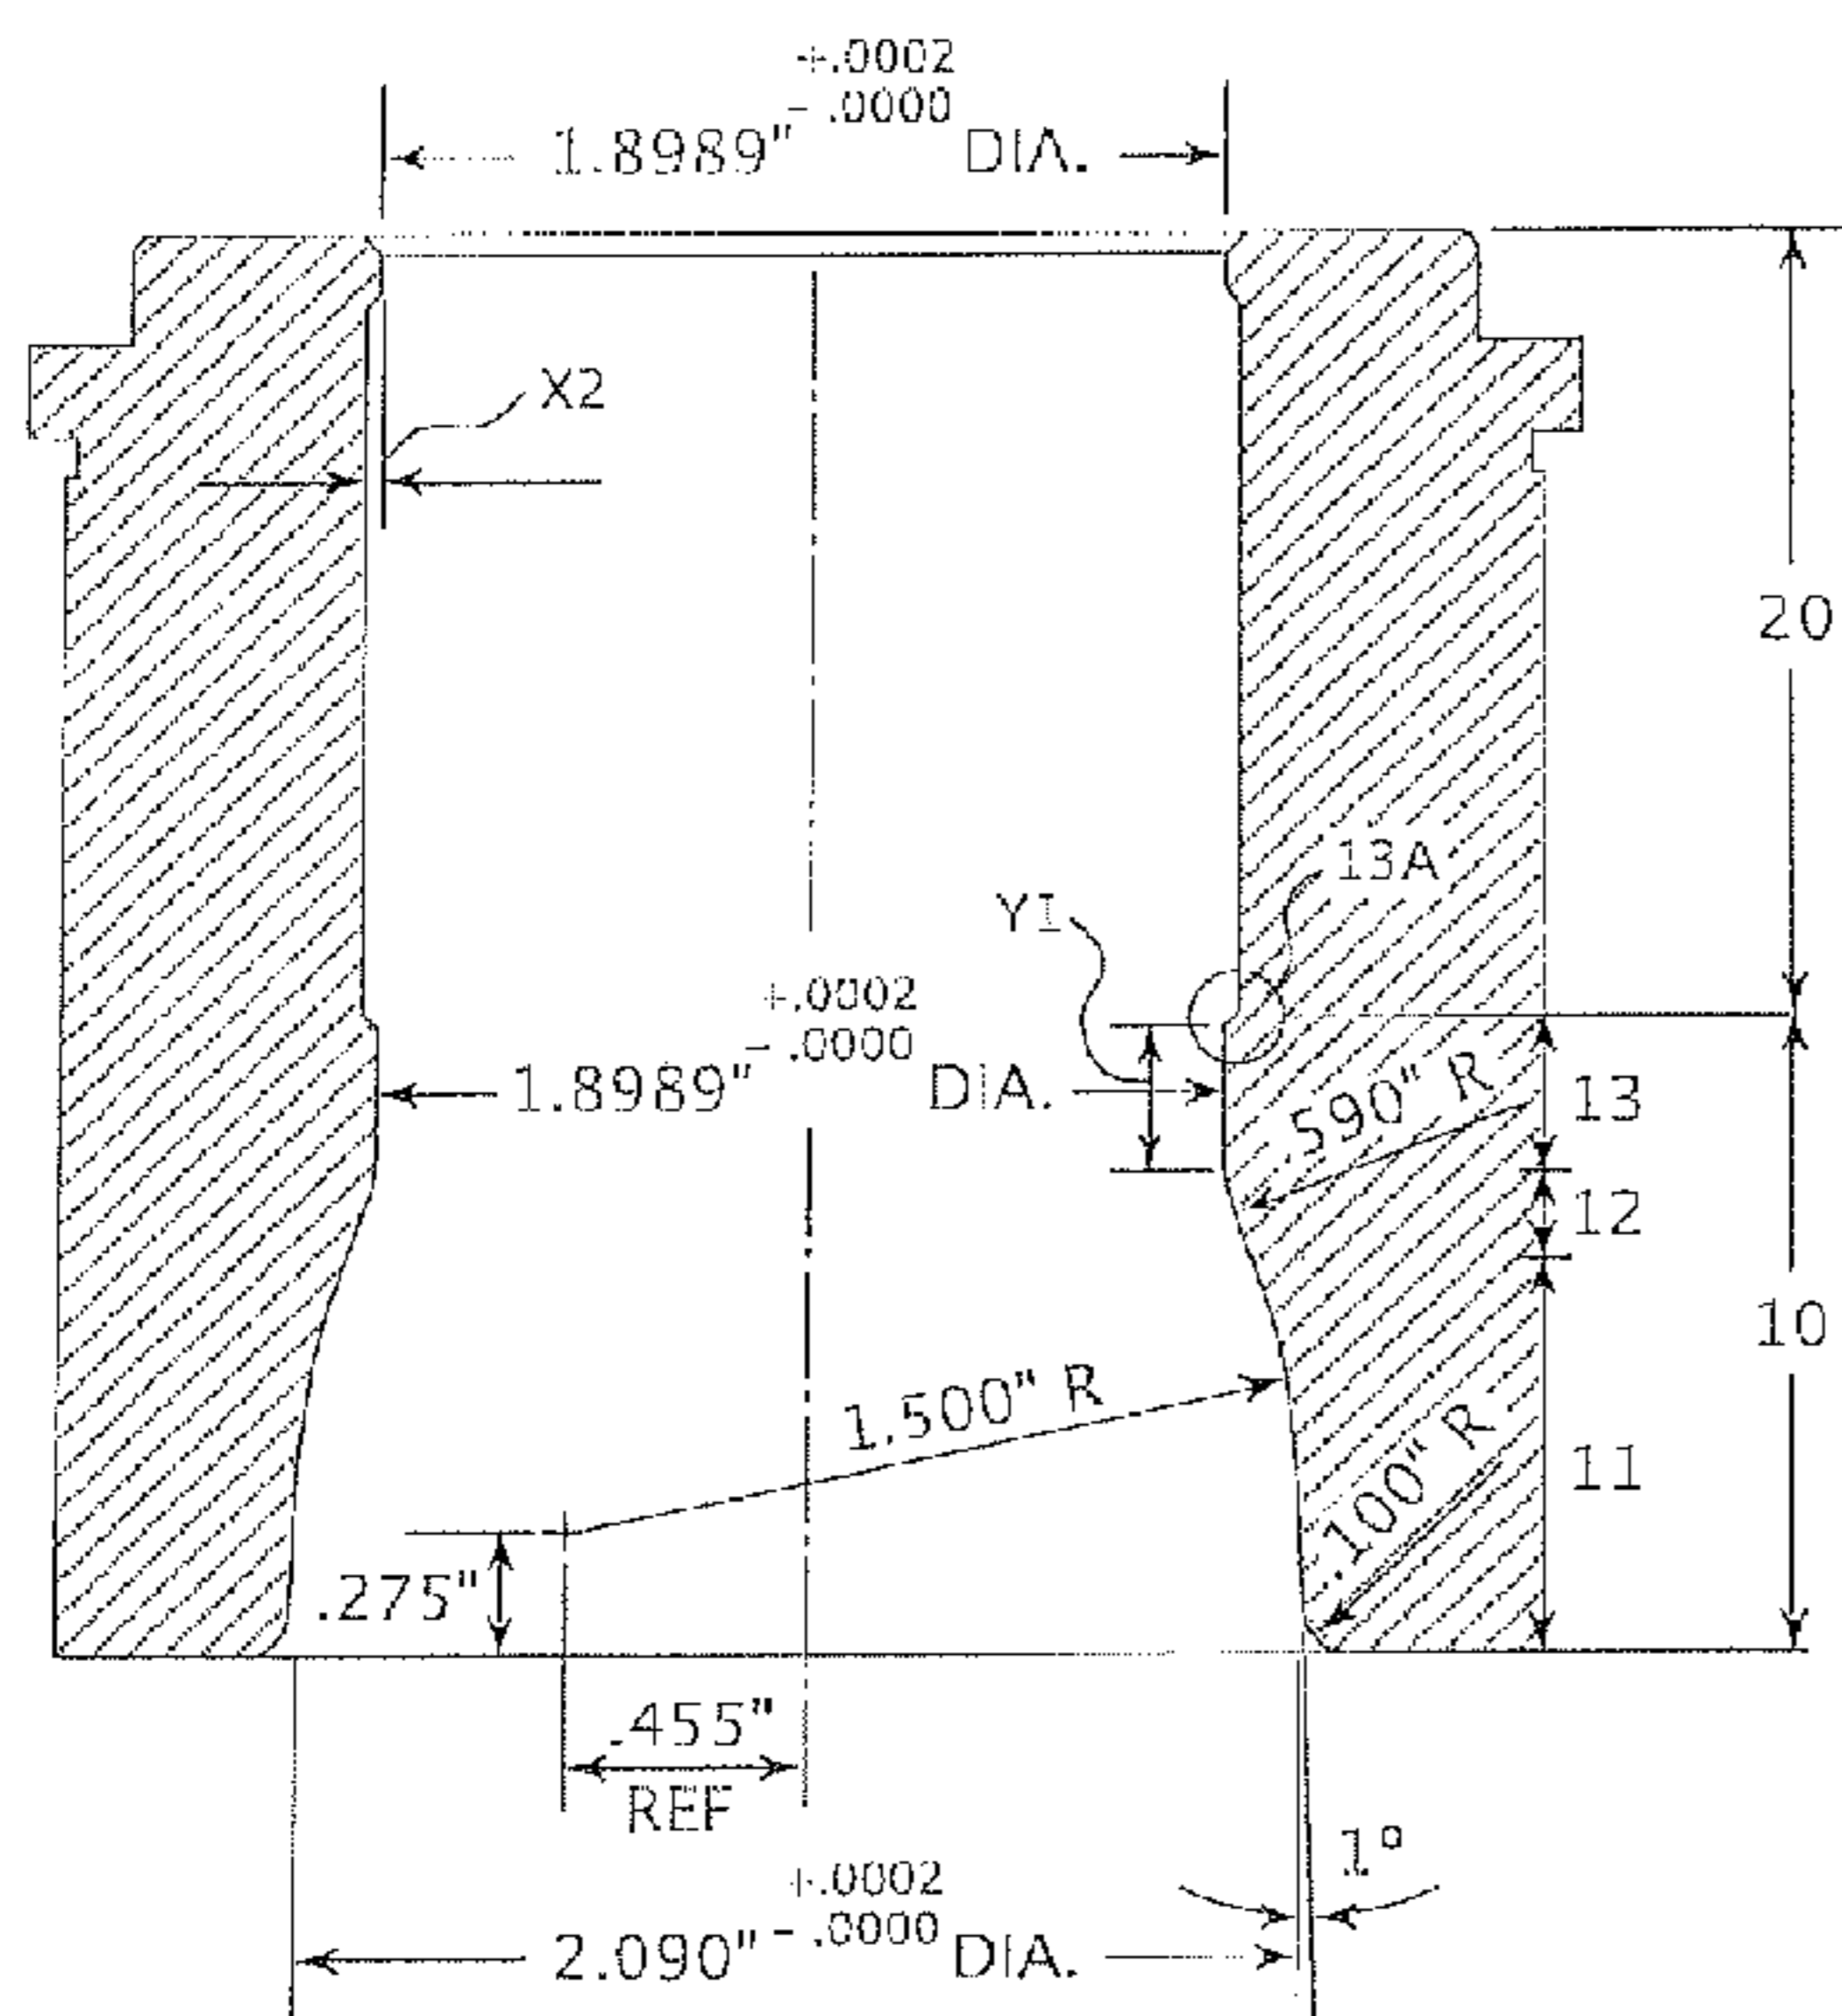 +.0002
- .0000
1.8989" DIA.
X2
20
13A
Y1
+.0002
- .0000
1.8989" DIA.
.590" R
13
12
10
1.500" R
.100" R
11
.275"
.455"
REF
1°
+.0002
- .0000
2.090" DIA.